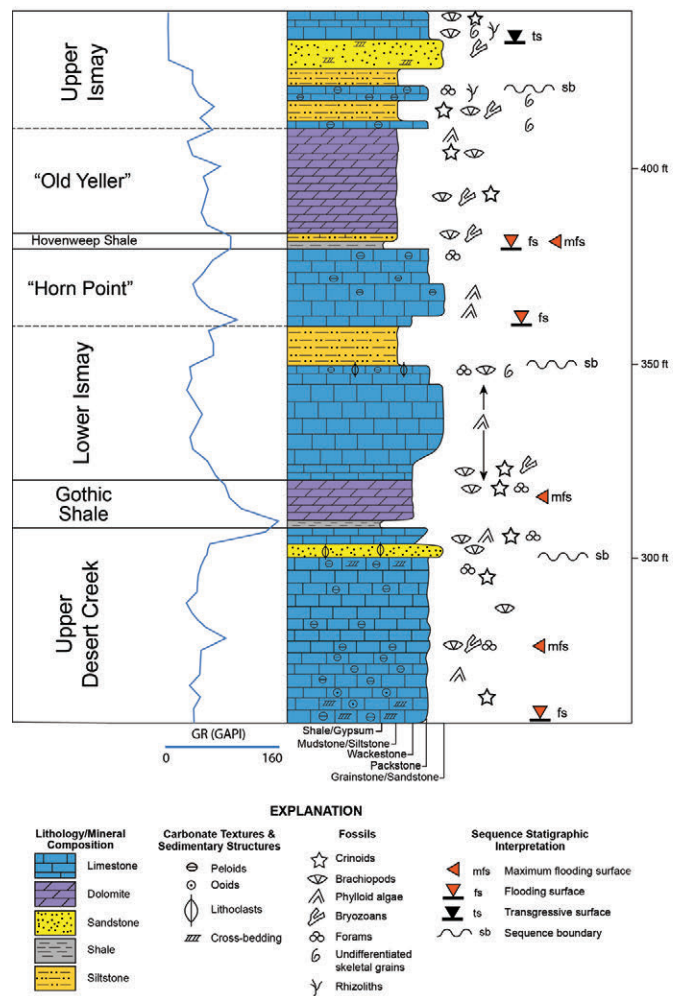 Upper
Ismay
"Old Yeller"
Hovenweep Shale
"Horn Point"
Lower Ismay
Gothic
Shale
Upper
Desert Creek
ts
sb
400 ft
fs
mfs
fs
350 ft
sb
mfs
sb
300 ft
mfs
fs
GR (GAPI)
0
160
Shale/Gypsum
Mudstone/Siltstone
Wackestone
Packstone
Grainstone/Sandstone
EXPLANATION
Lithology/Mineral
Composition
Limestone
Dolomite
Sandstone
Shale
Siltstone
Carbonate Textures &
Sedimentary Structures
Peloids
Ooids
Lithoclasts
Cross-bedding
Fossils
Crinoids
Brachiopods
Phylloid algae
Bryozoans
Forams
Undifferentiated
skeletal grains
Rhizoliths
Sequence Statigraphic
Interpretation
mfs Maximum flooding surface
fs Flooding surface
ts Transgressive surface
sb Sequence boundary